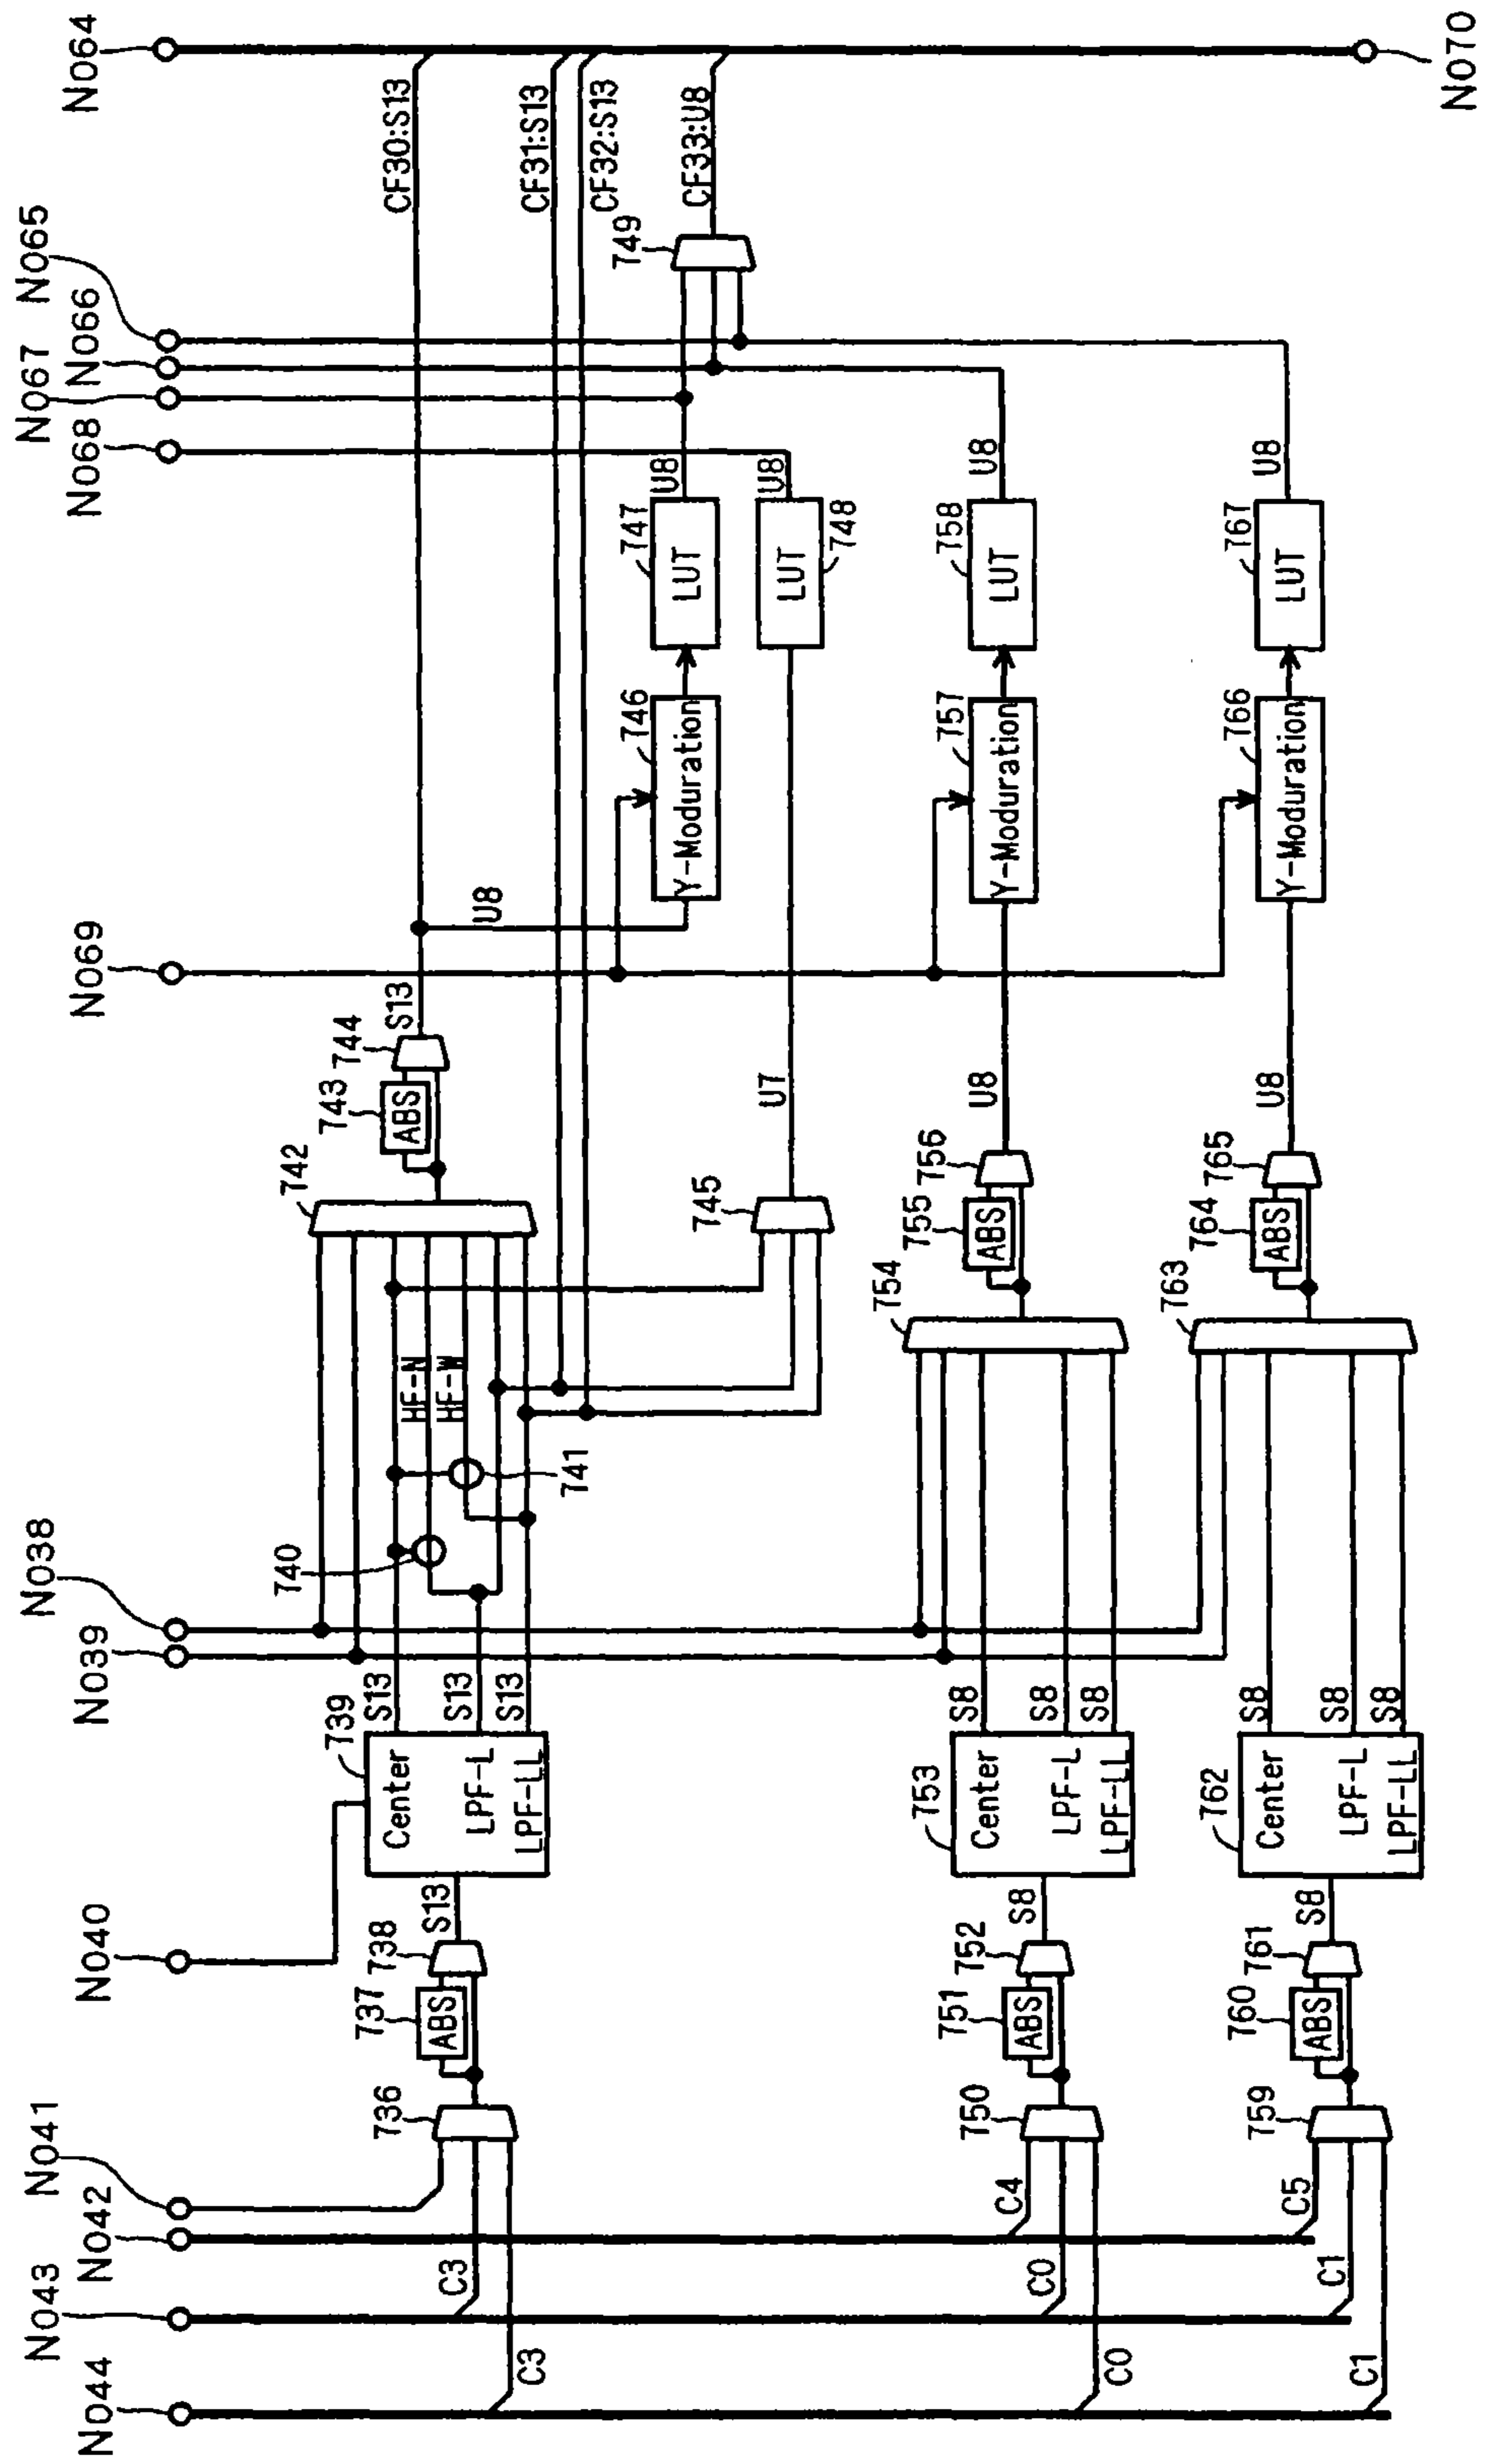 N044
N043
N042
N041
N040
N039
N038
N069
N068
N067
N066
N065
N064
C3
C3
736
737
ABS
738
S13
739
Center
LPF-L
LPF-LL
S13
S13
S13
740
741
HF-N
HF-W
742
743
ABS
744
S13
U8
CF30:S13
CF31:S13
CF32:S13
745
U7
746
Y-Moduration
747
LUT
U8
LUT
748
U8
749
CF33:U8
C4
C0
C0
750
751
ABS
752
S8
753
Center
LPF-L
LPF-LL
S8
S8
S8
754
755
ABS
756
U8
757
Y-Moduration
758
LUT
U8
C5
C1
C1
759
760
ABS
761
S8
762
Center
LPF-L
LPF-LL
S8
S8
S8
763
764
ABS
765
U8
766
Y-Moduration
767
LUT
U8
N070